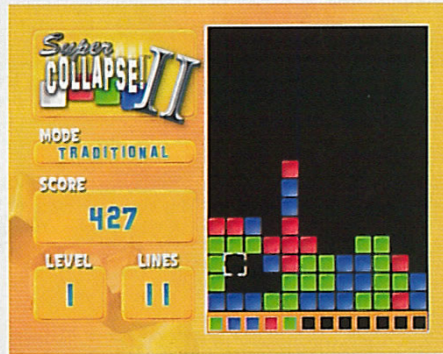 Super
COLLAPSE! II
MODE
TRADITIONAL
SCORE
427
LEVEL
1
LINES
11